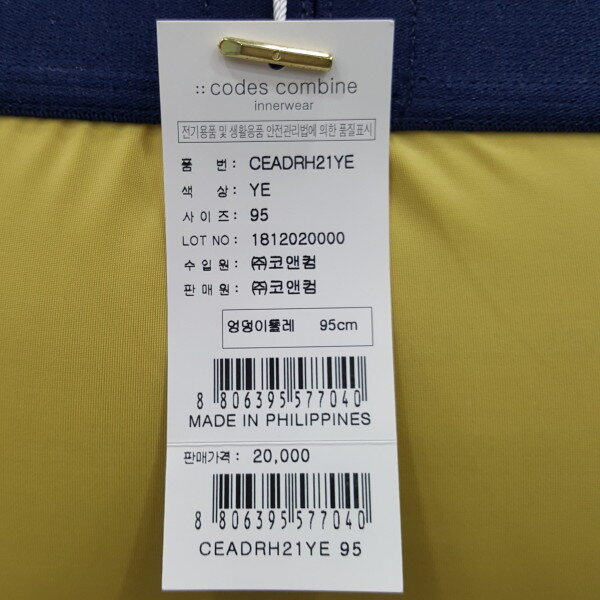 :: codes combine
innerwear
전기용품 및 생활용품 안전관리법에 의한 품질표시
품 번: CEADRH21YE
색 상: YE
사 이 즈: 95
LOT NO: 1812020000
수 입 원: ㈜코앤컴
판 매 원: ㈜코앤컴
엉덩이둘레 95cm
8 806395 577040
MADE IN PHILIPPINES
판매가격: 20,000
8 806395 577040
CEADRH21YE 95